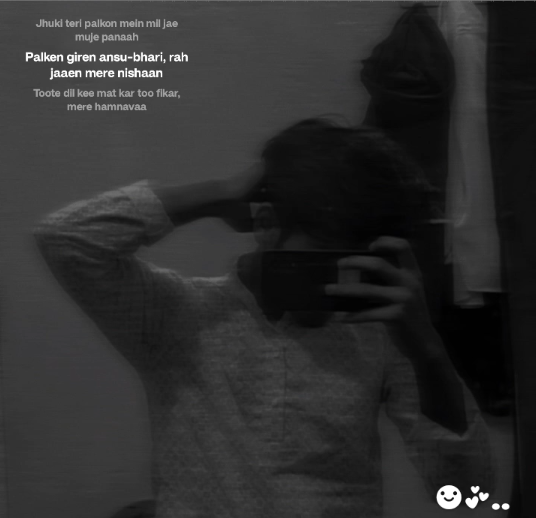 Jhuki teri palkon mein mil jae
muje panaah
Palken giren ansu-bhari, rah
jaaen mere nishaan
Toote dil kee mat kar too fikar,
mere hamnavaa